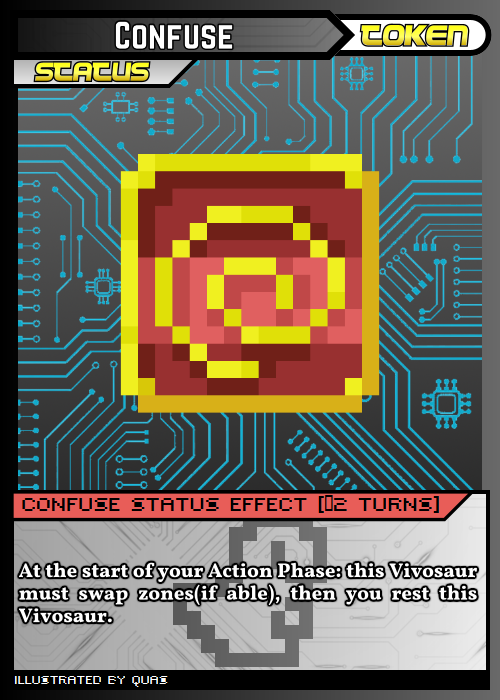 Confuse
TOKEN
STATUS
CONFUSE STATUS EFFECT [▯2 TURNS]
At the start of your Action Phase: this Vivosaur
must swap zones(if able), then you rest this
Vivosaur.
ILLUSTRATED BY QUAS